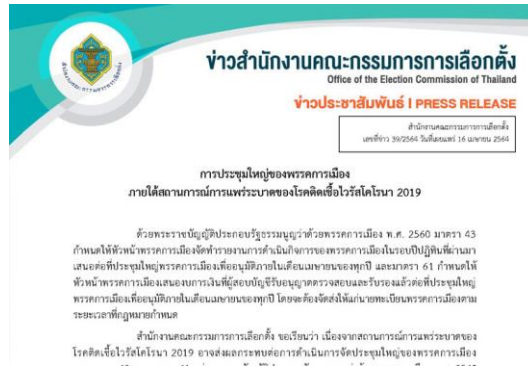 ข่าวสำนักงานคณะกรรมการการเลือกตั้ง
Office of the Election Commission of Thailand
ข่าวประชาสัมพันธ์ I PRESS RELEASE
สำนักงานคณะกรรมการการเลือกตั้ง
เลขที่ข่าว 39/2564 วันที่เผยแพร่ 16 เมษายน 2564
การประชุมใหญ่ของพรรคการเมือง
ภายใต้สถานการณ์การแพร่ระบาดของโรคติดเชื้อไวรัสโคโรนา 2019
ด้วยพระราชบัญญัติประกอบรัฐธรรมนูญว่าด้วยพรรคการเมือง พ.ศ. 2560 มาตรา 43
กำหนดให้หัวหน้าพรรคการเมืองจัดทำรายงานการดำเนินกิจการของพรรคการเมืองในรอบปีปฏิทินที่ผ่านมา
เสนอต่อที่ประชุมใหญ่พรรคการเมืองเพื่ออนุมัติภายในเดือนเมษายนของทุกปี และมาตรา 61 กำหนดให้
หัวหน้าพรรคการเมืองเสนองบการเงินที่ผู้สอบบัญชีรับอนุญาตตรวจสอบและรับรองแล้วต่อที่ประชุมใหญ่
พรรคการเมืองเพื่ออนุมัติภายในเดือนเมษายนของทุกปี โดยจะต้องจัดส่งให้แก่นายทะเบียนพรรคการเมืองตาม
ระยะเวลาที่กฎหมายกำหนด
สำนักงานคณะกรรมการการเลือกตั้ง ขอเรียนว่า เนื่องจากสถานการณ์การแพร่ระบาดของ
โรคติดเชื้อไวรัสโคโรนา 2019 อาจส่งผลกระทบต่อการดำเนินการจัดประชุมใหญ่ของพรรคการเมือง